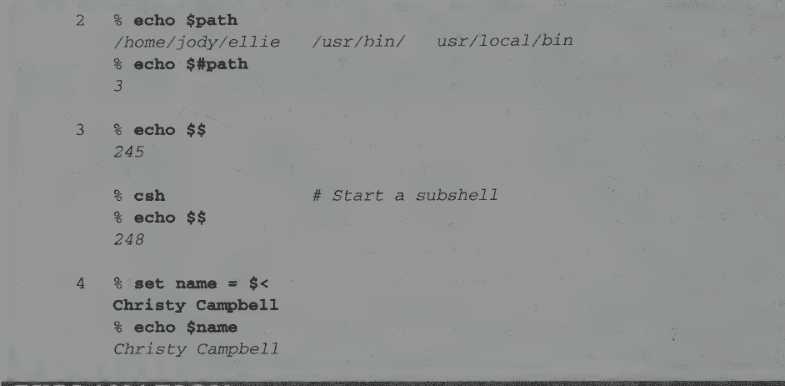 2 % echo $path
/home/jody/ellie /usr/bin/ usr/local/bin
% echo $#path
3
3 % echo $$
245
% csh # Start a subshell
% echo $$
248
4 % set name = $<
Christy Campbell
% echo $name
Christy Campbell